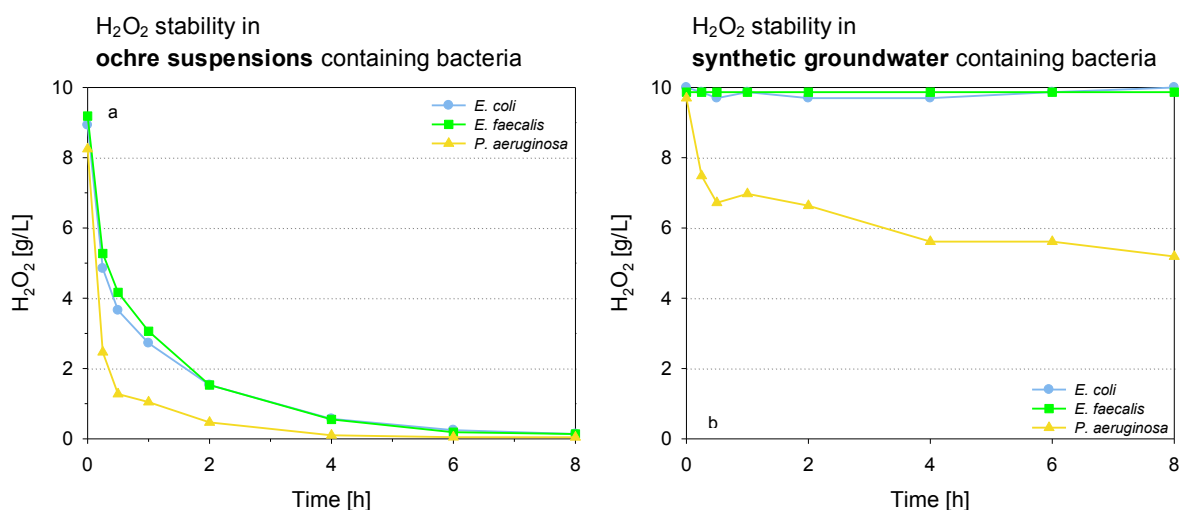 H₂O₂ stability in
ochre suspensions containing bacteria
10
8
6
4
2
0
H₂O₂ [g/L]
a
E. coli
E. faecalis
P. aeruginosa
0
2
4
6
8
Time [h]
H₂O₂ stability in
synthetic groundwater containing bacteria
10
8
6
4
2
0
H₂O₂ [g/L]
E. coli
E. faecalis
P. aeruginosa
b
0
2
4
6
8
Time [h]